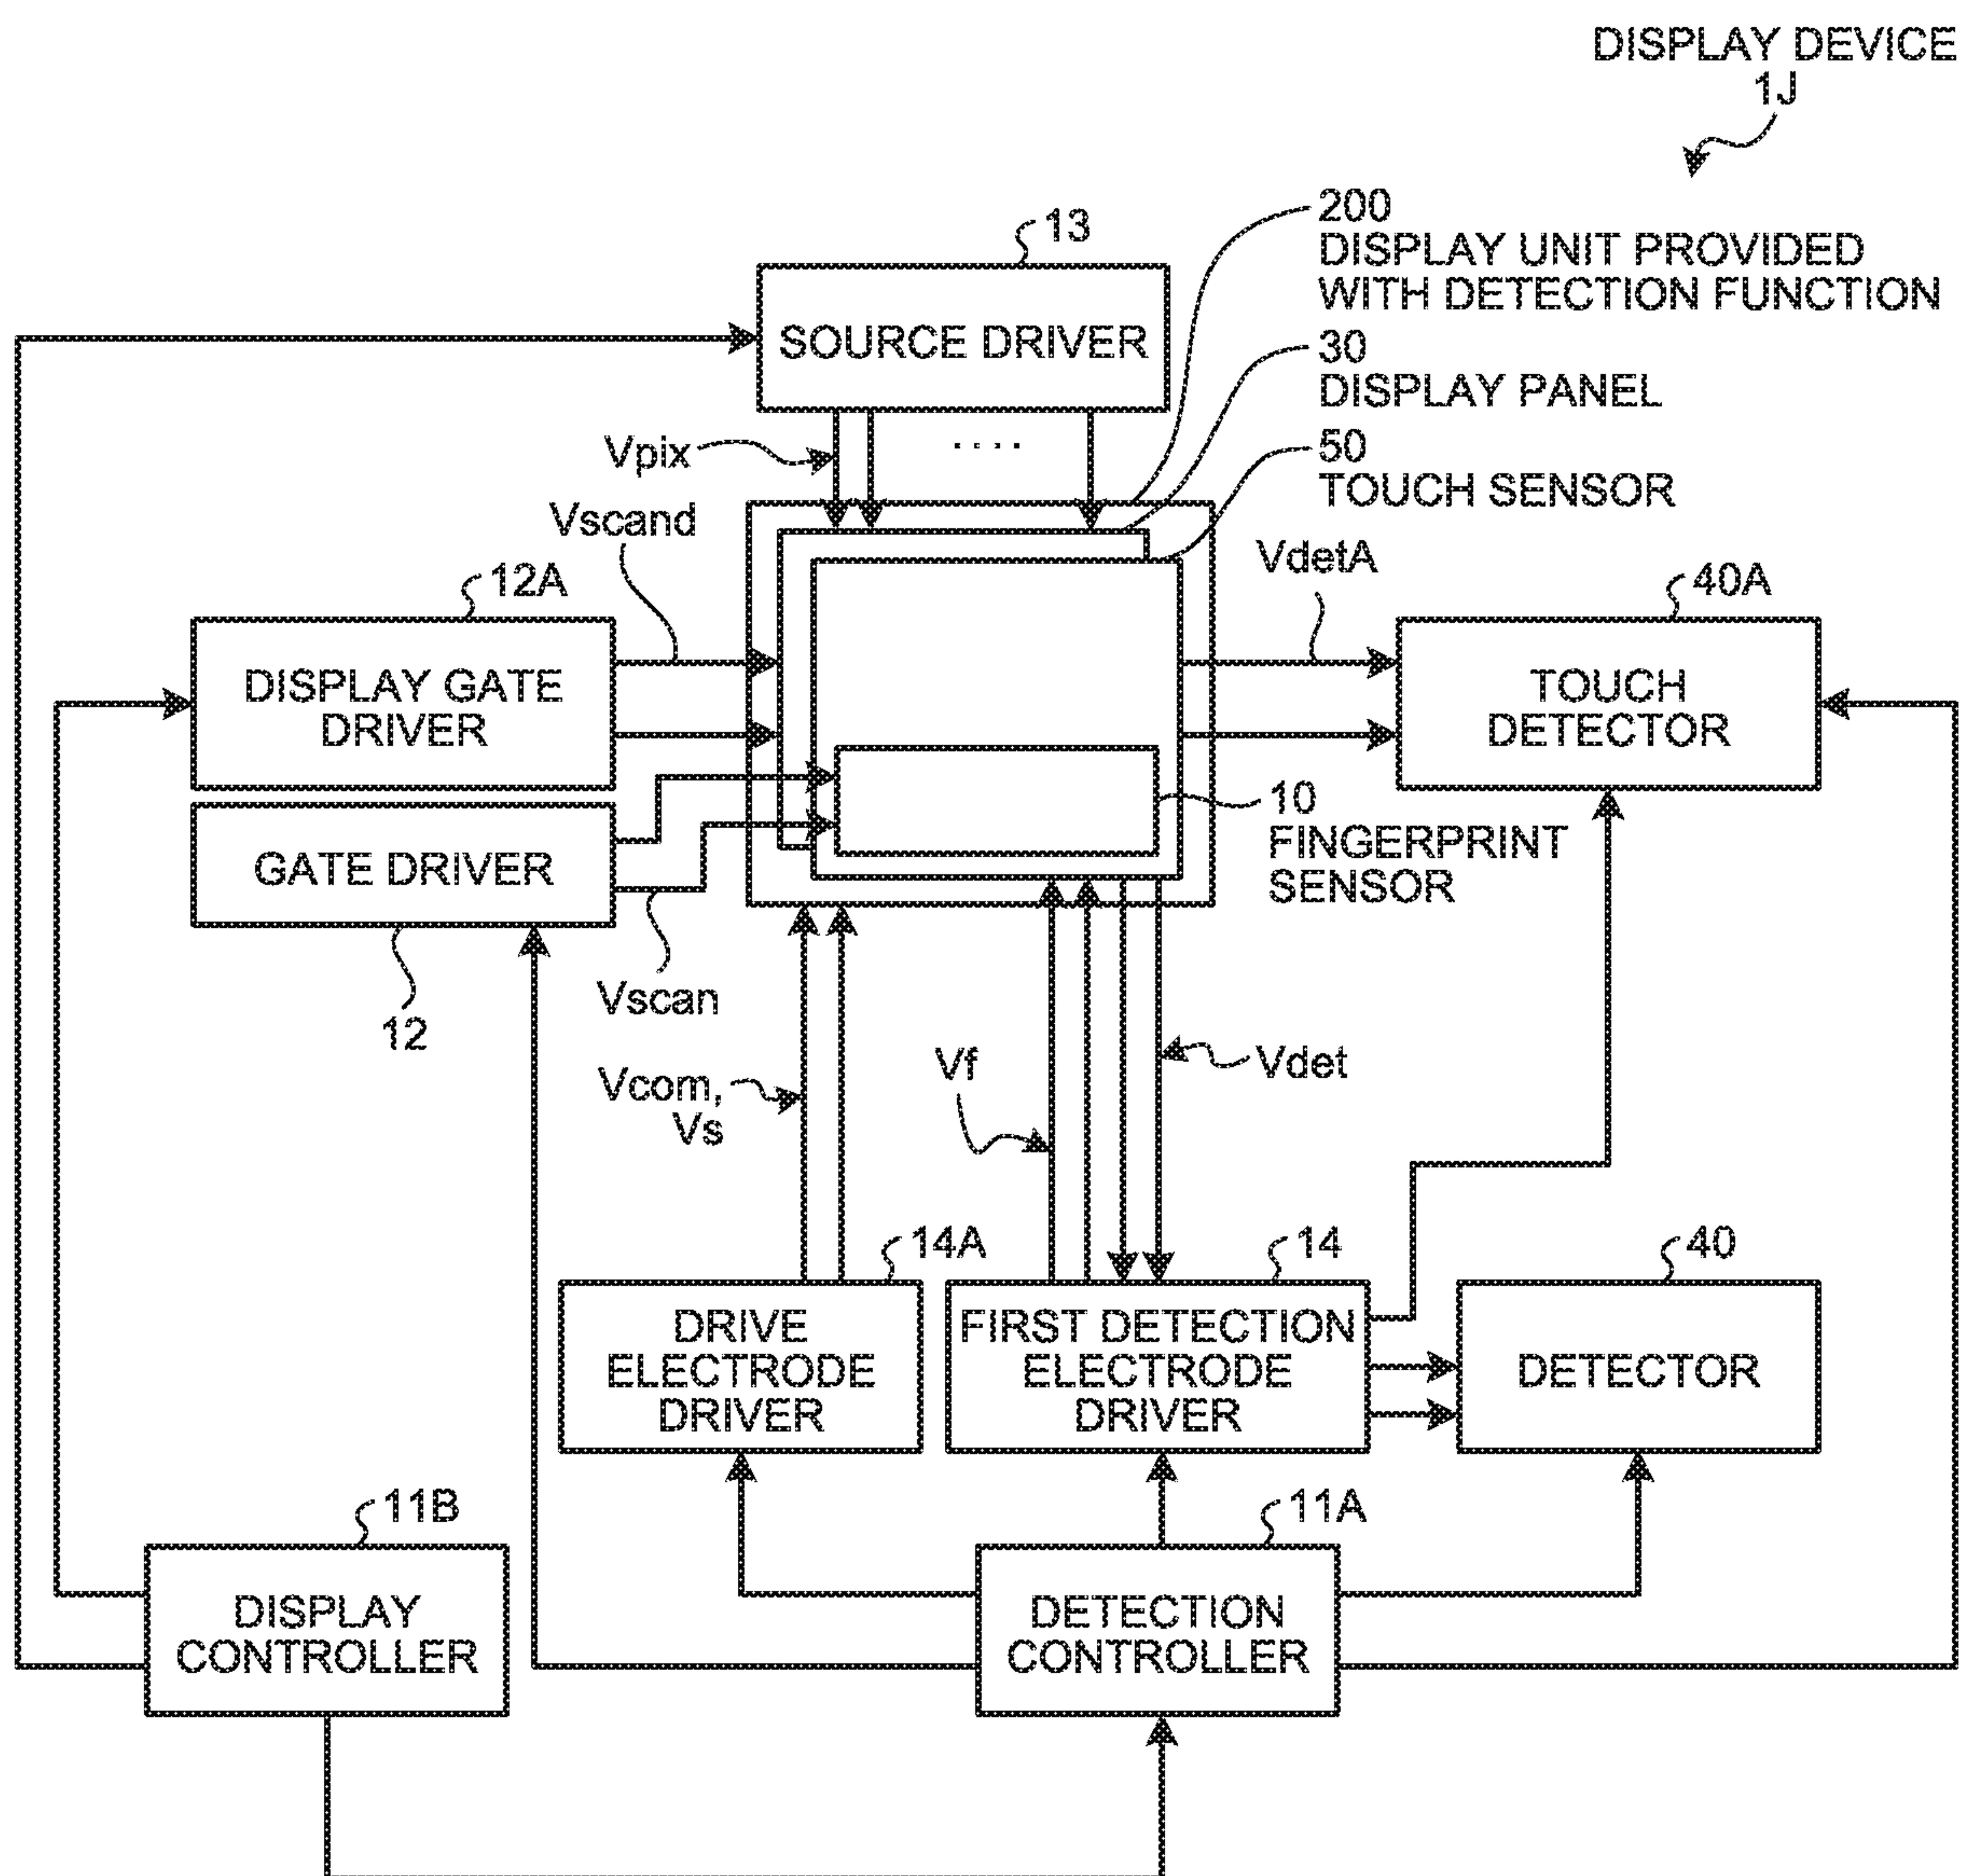 DISPLAY DEVICE
1J
200
DISPLAY UNIT PROVIDED
WITH DETECTION FUNCTION
13
SOURCE DRIVER
30
DISPLAY PANEL
Vpix
....
50
TOUCH SENSOR
Vscand
VdetA
12A
40A
DISPLAY GATE
DRIVER
TOUCH
DETECTOR
10
FINGERPRINT
SENSOR
GATE DRIVER
Vscan
12
Vcom,
Vs
Vf
Vdet
14A
14
40
DRIVE
ELECTRODE
DRIVER
FIRST DETECTION
ELECTRODE
DRIVER
DETECTOR
11B
11A
DISPLAY
CONTROLLER
DETECTION
CONTROLLER